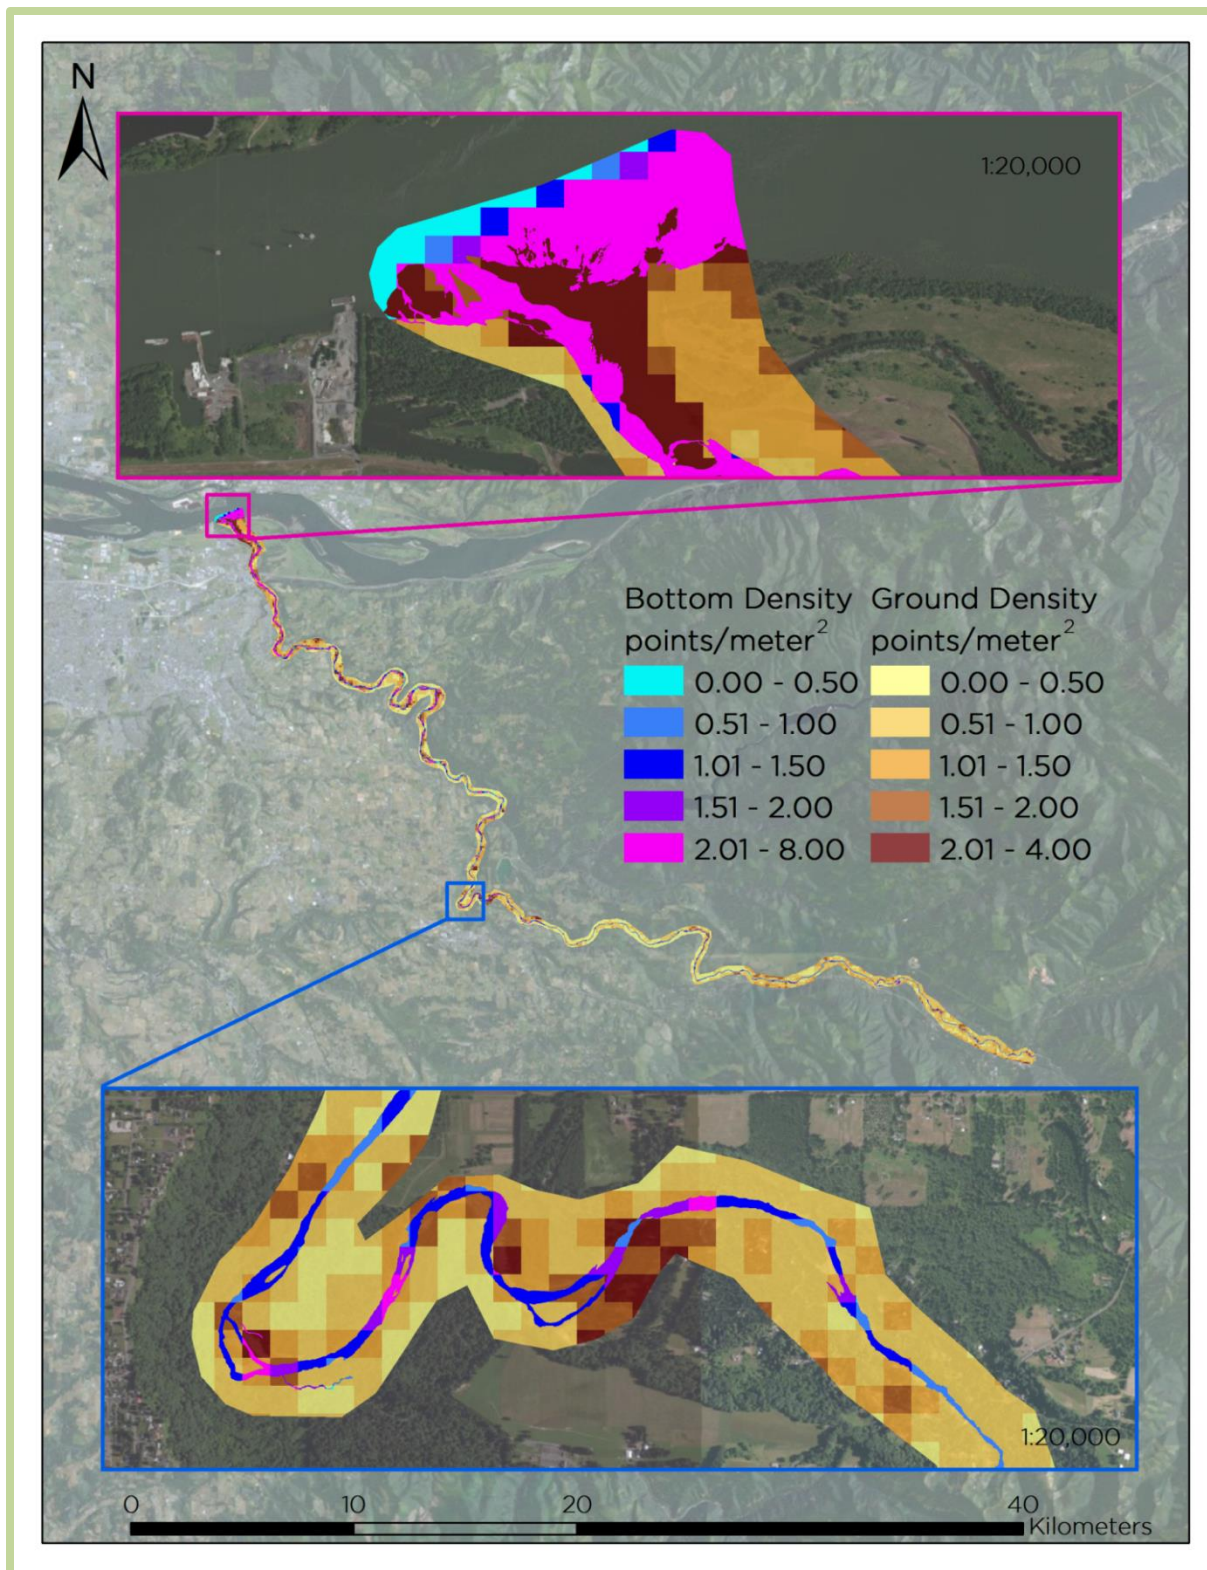 N
1:20,000
Bottom Density Ground Density
points/meter² points/meter²
0.00 - 0.50 0.00 - 0.50
0.51 - 1.00 0.51 - 1.00
1.01 - 1.50 1.01 - 1.50
1.51 - 2.00 1.51 - 2.00
2.01 - 8.00 2.01 - 4.00
1:20,000
0 10 20 40
Kilometers